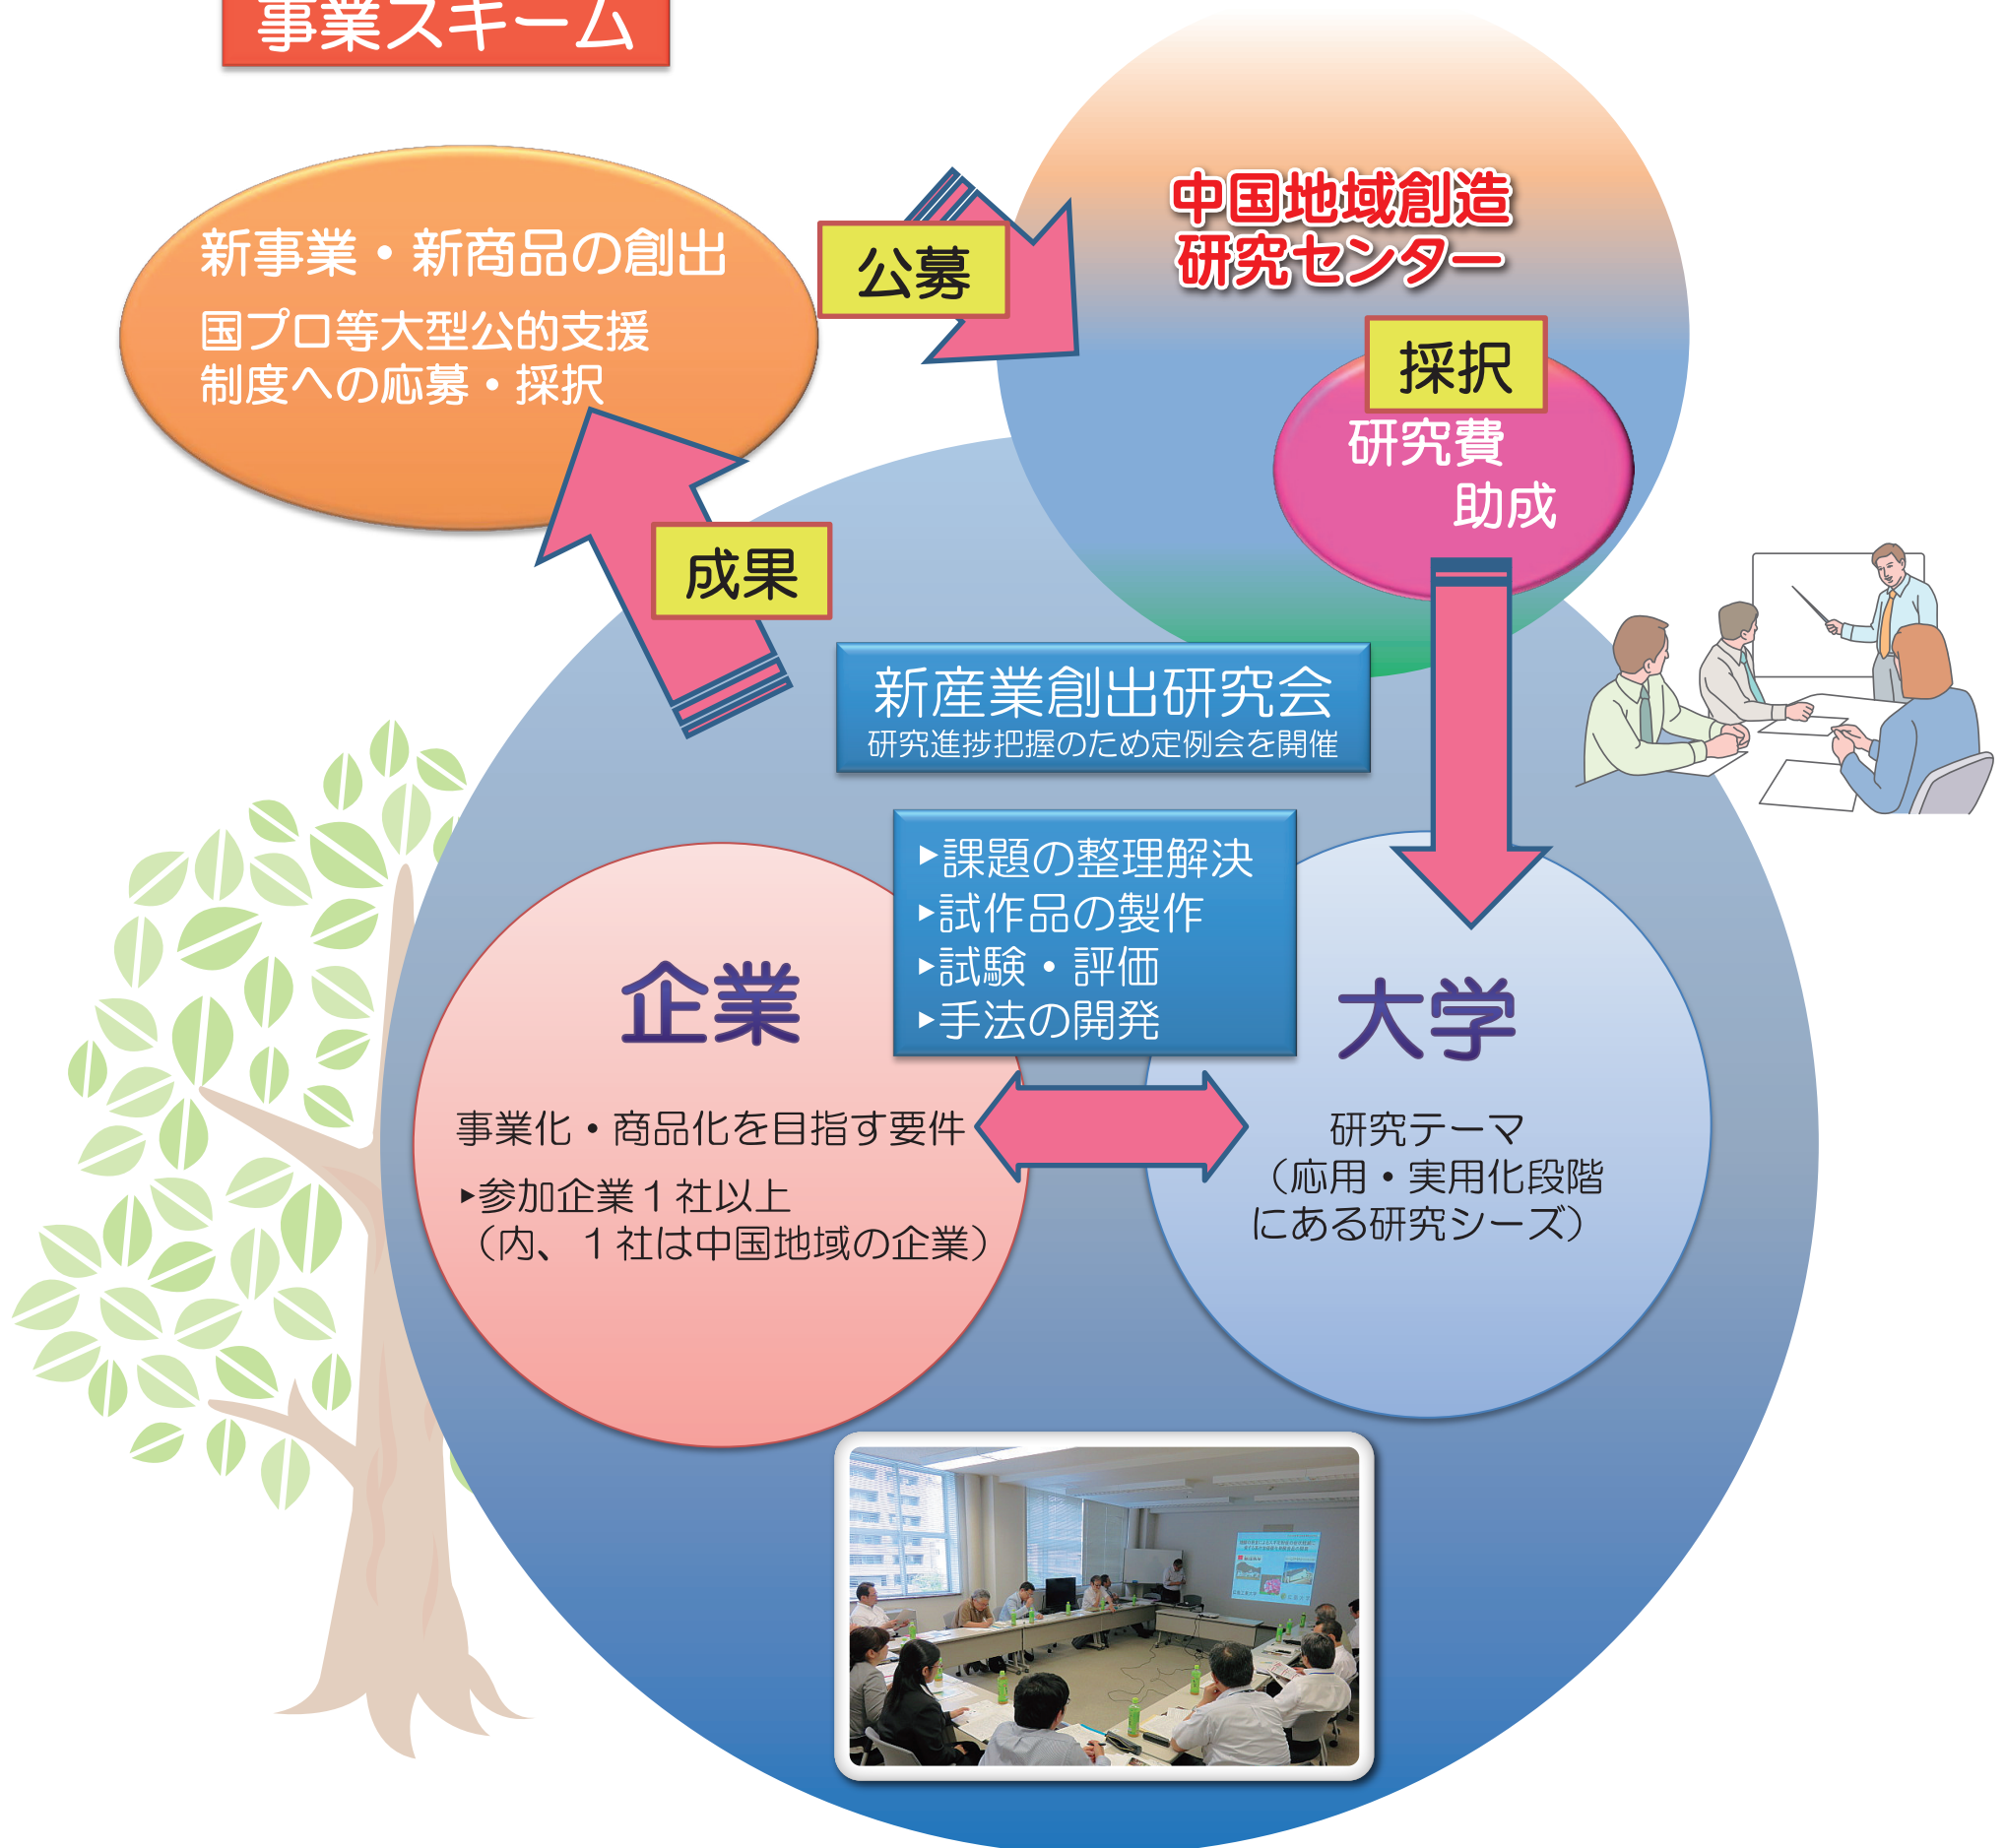 事業スキーム
新事業・新商品の創出
国プロ等大型公的支援
制度への応募・採択
公募
中国地域創造
研究センター
採択
研究費
助成
成果
新産業創出研究会
研究進捗把握のため定例会を開催
▸課題の整理解決
▸試作品の製作
▸試験・評価
▸手法の開発
企業
事業化・商品化を目指す要件
▸参加企業１社以上
（内、１社は中国地域の企業）
大学
研究テーマ
（応用・実用化段階
にある研究シーズ）